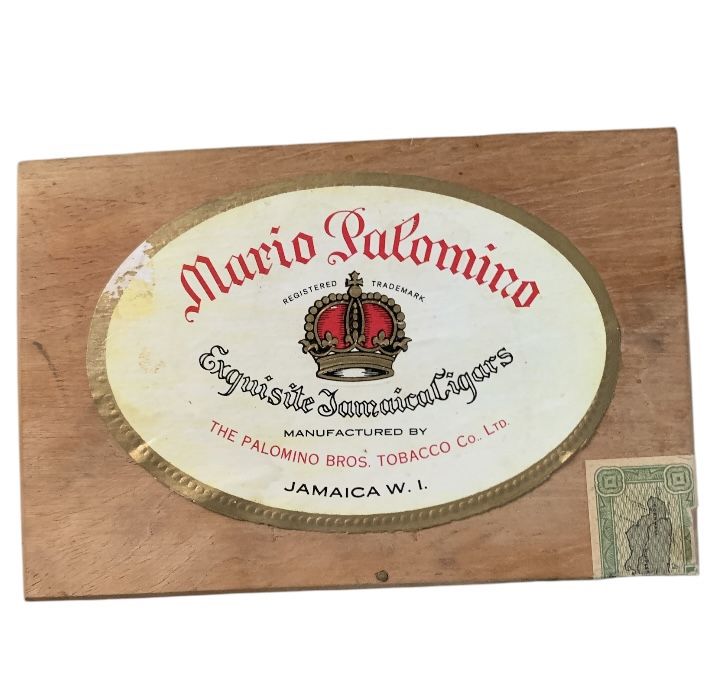 Mario Palomino
REGISTERED TRADEMARK
Exquisite Jamaica Cigars
MANUFACTURED BY
THE PALOMINO BROS. TOBACCO Co., LTD.
JAMAICA W. I.